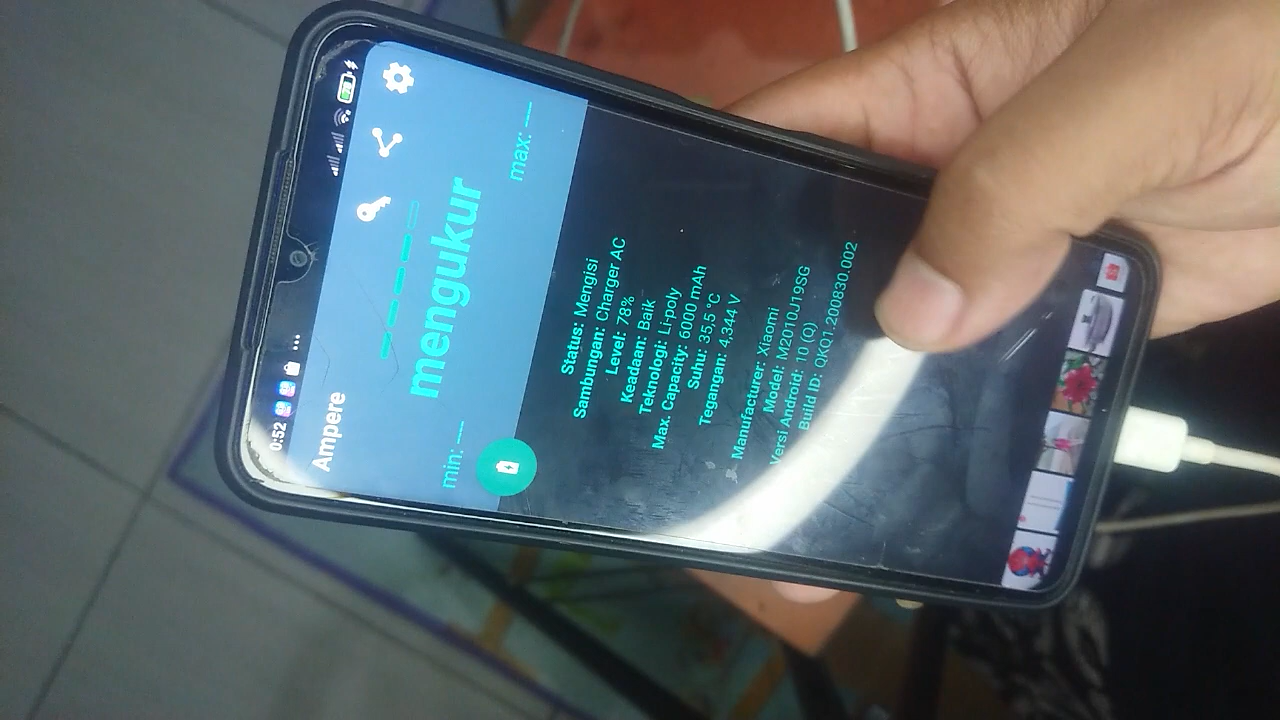 0:52
...
Ampere
mengukur
min: ---
max: ---
Status: Mengisi
Sambungan: Charger AC
Level: 78%
Keadaan: Baik
Teknologi: Li-poly
Max. Capacity: 6000 mAh
Suhu: 35,5 °C
Tegangan: 4,344 V
Manufacturer: Xiaomi
Model: M2010J19SG
Versi Android: 10 (Q)
Build ID: QKQ1.200830.002